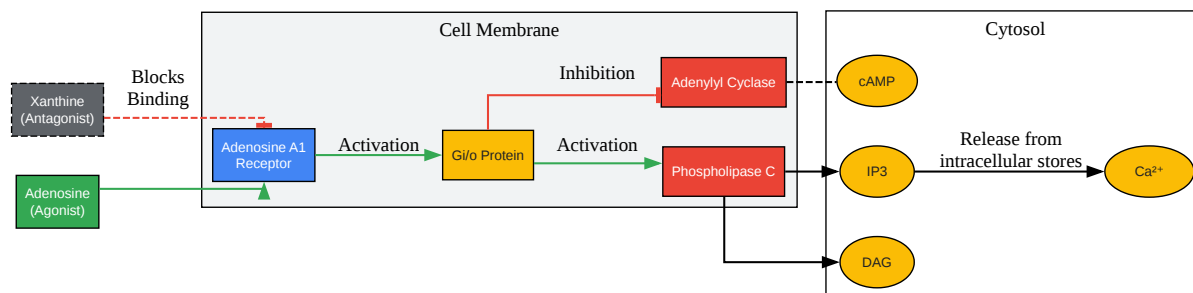 Cell Membrane
Cytosol
Blocks
Binding
Inhibition
Adenylyl Cyclase
cAMP
Xanthine
(Antagonist)
Adenosine A1
Receptor
Activation
Gi/o Protein
Activation
Phospholipase C
IP3
Release from
intracellular stores
Ca²⁺
Adenosine
(Agonist)
DAG